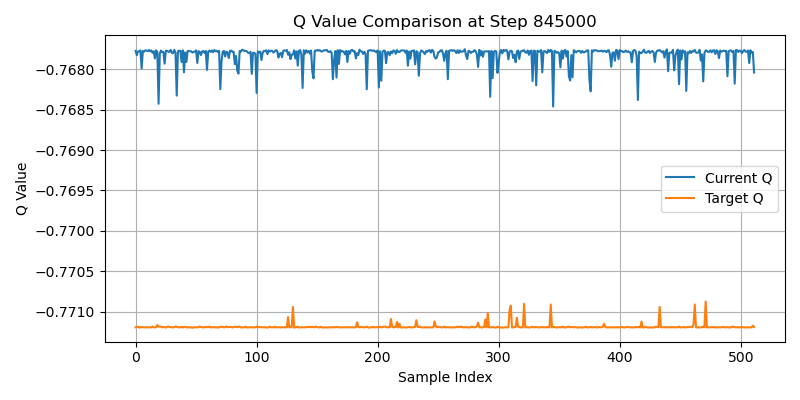 Q Value Comparison at Step 845000
Q Value
−0.7680
−0.7685
−0.7690
−0.7695
−0.7700
−0.7705
−0.7710
Current Q
Target Q
0
100
200
300
400
500
Sample Index